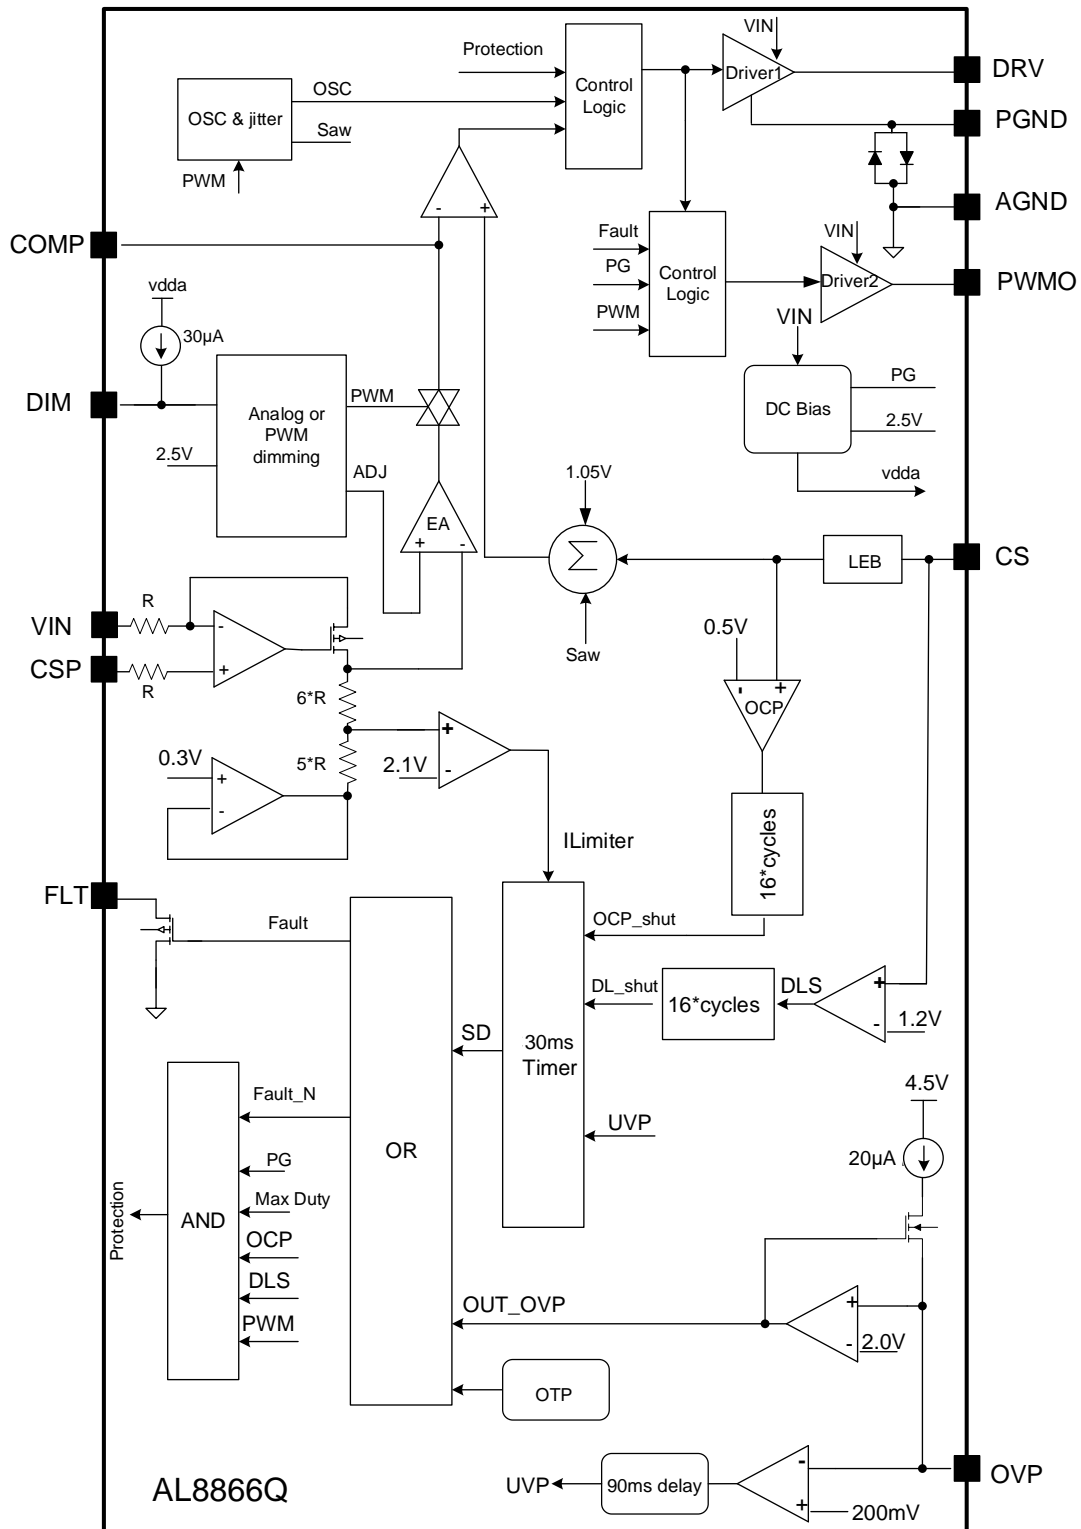 VIN
Protection
DRV
Driver1
Control
Logic
OSC
OSC & jitter
PGND
Saw
PWM
-
+
AGND
COMP
Fault
VIN
PG
Control
Logic
Driver2
PWMO
vdda
PWM
VIN
30μA
PG
DIM
PWM
DC Bias
Analog or
PWM
dimming
2.5V
2.5V
ADJ
1.05V
vdda
EA
+
-
Σ
LEB
CS
R
VIN
-
0.5V
Saw
CSP
+
R
-
+
6*R
OCP
+
0.3V
5*R
2.1V
-
+
-
16*cycles
ILimiter
FLT
Fault
OCP_shut
DL_shut
DLS
+
16*cycles
-
1.2V
SD
30ms
Timer
4.5V
Fault_N
UVP
OR
20μA
PG
Max Duty
Protection
AND
OCP
DLS
OUT_OVP
+
PWM
-
2.0V
OTP
-
OVP
AL8866Q
UVP
90ms delay
+
200mV